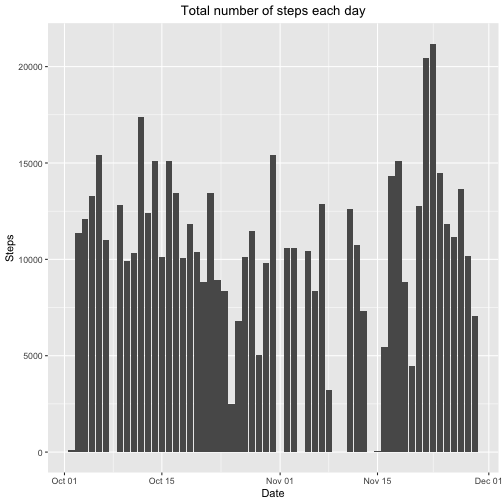 Total number of steps each day
Steps
20000
15000
10000
5000
0
Oct 01 Oct 15 Nov 01 Nov 15 Dec 01
Date